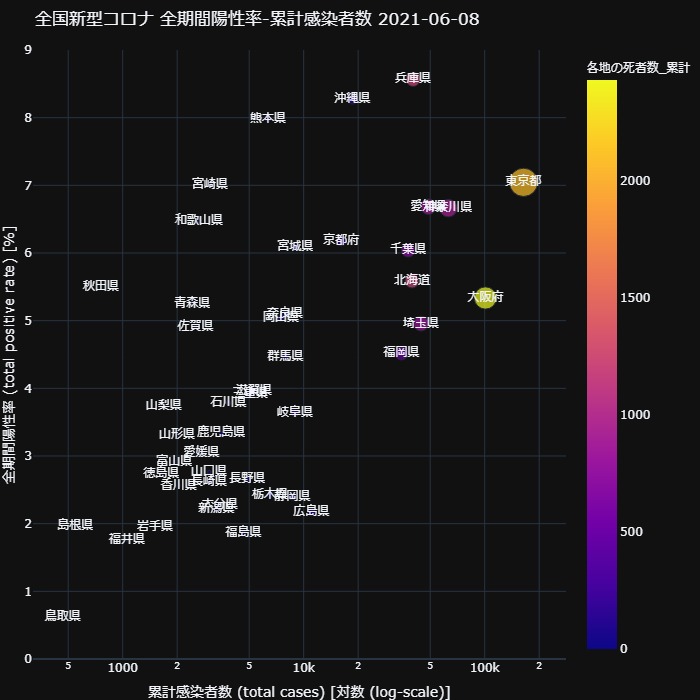 全国新型コロナ 全期間陽性率-累計感染者数 2021-06-08
各地の死者数_累計
9
8
7
6
5
4
3
2
1
0
全期間陽性率 (total positive rate) [%]
兵庫県
沖縄県
熊本県
宮崎県
東京都
愛知県
神奈川県
和歌山県
京都府
宮城県
千葉県
秋田県
北海道
青森県
大阪府
奈良県
岡山県
佐賀県
埼玉県
群馬県
福岡県
石川県
山梨県
岐阜県
山形県
鹿児島県
愛媛県
富山県
徳島県
山口県
香川県
長崎県
長野県
栃木県
静岡県
大分県
新潟県
広島県
島根県
岩手県
福島県
福井県
鳥取県
5
1000
2
5
10k
2
5
100k
2
累計感染者数 (total cases) [対数 (log-scale)]
2000
1500
1000
500
0